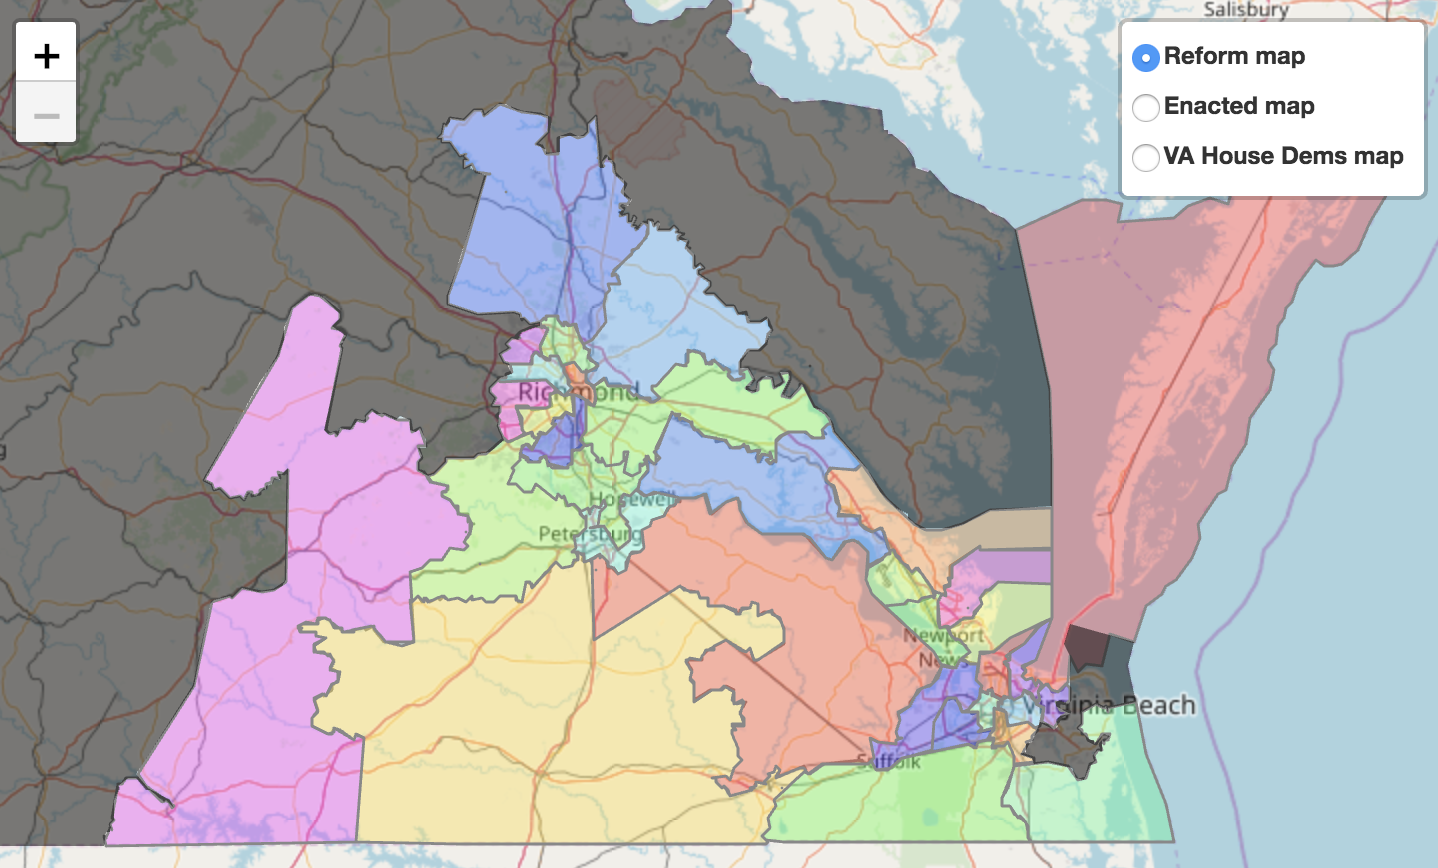 Salisbury
+
Reform map
−
Enacted map
VA House Dems map
Richmond
Hopewell
Petersburg
Newport
News
Virginia Beach
Suffolk